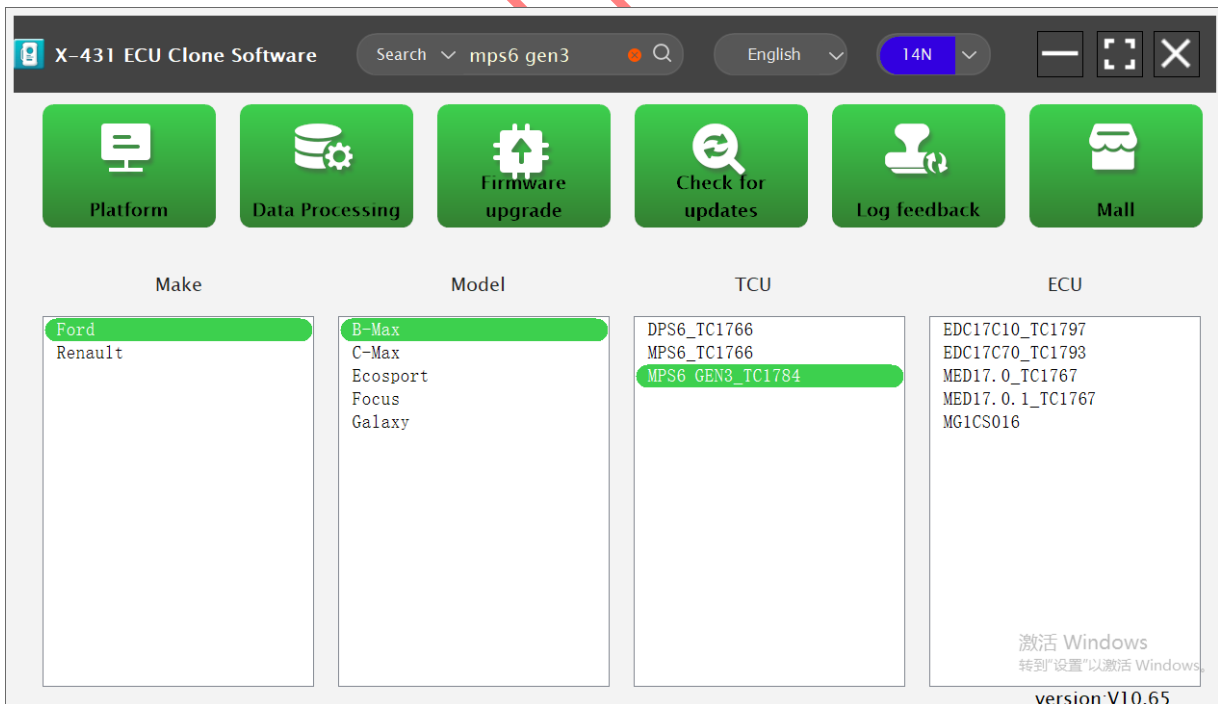 X-431 ECU Clone Software
Search
mps6 gen3
English
14N
Platform
Data Processing
Firmware
upgrade
Check for
updates
Log feedback
Mall
Make
Model
TCU
ECU
Ford
Renault
B-Max
C-Max
Ecosport
Focus
Galaxy
DPS6_TC1766
MPS6_TC1766
MPS6 GEN3_TC1784
EDC17C10_TC1797
EDC17C70_TC1793
MED17.0_TC1767
MED17.0.1_TC1767
MG1CS016
激活 Windows
转到"设置"以激活 Windows。
version:V10.65